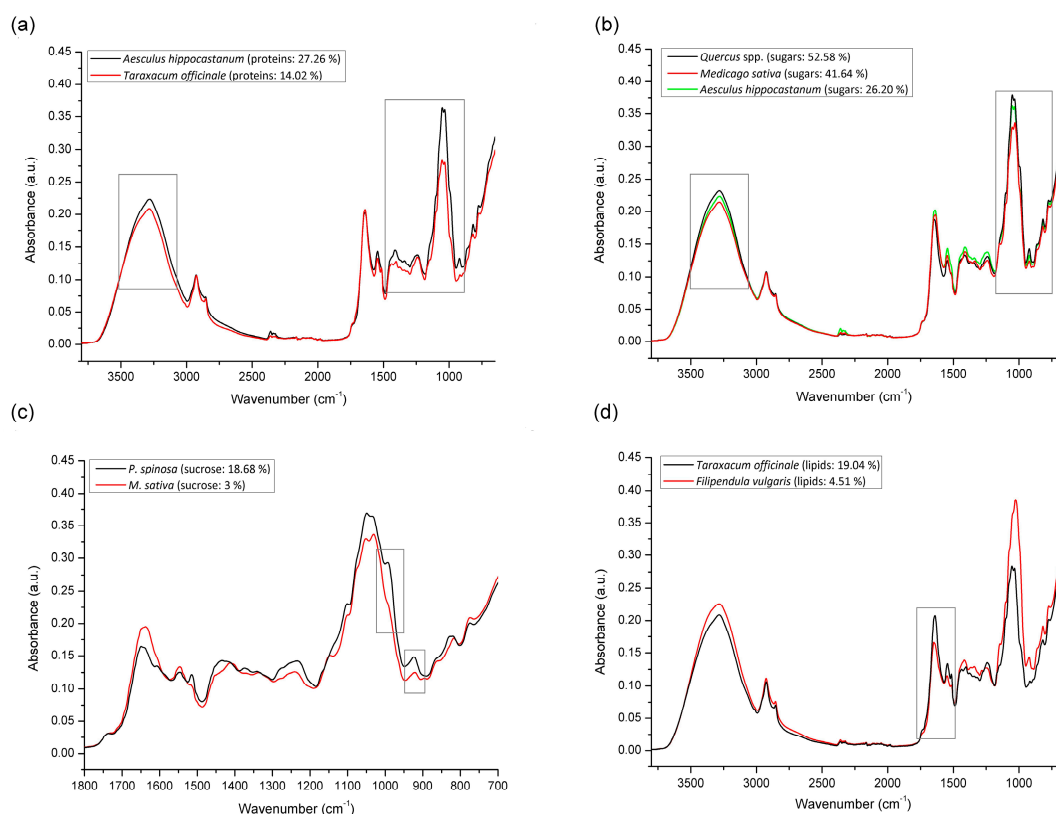 (a)
Aesculus hippocastanum (proteins: 27.26 %)
Taraxacum officinale (proteins: 14.02 %)
0.45
0.40
0.35
0.30
0.25
0.20
0.15
0.10
0.05
0.00
Absorbance (a.u.)
3500 3000 2500 2000 1500 1000
Wavenumber (cm-1)
(b)
Quercus spp. (sugars: 52.58 %)
Medicago sativa (sugars: 41.64 %)
Aesculus hippocastanum (sugars: 26.20 %)
0.45
0.40
0.35
0.30
0.25
0.20
0.15
0.10
0.05
0.00
Absorbance (a.u.)
3500 3000 2500 2000 1500 1000
Wavenumber (cm-1)
(c)
P. spinosa (sucrose: 18.68 %)
M. sativa (sucrose: 3 %)
0.45
0.40
0.35
0.30
0.25
0.20
0.15
0.10
0.05
0.00
Absorbance (a.u.)
1800 1700 1600 1500 1400 1300 1200 1100 1000 900 800 700
Wavenumber (cm-1)
(d)
Taraxacum officinale (lipids: 19.04 %)
Filipendula vulgaris (lipids: 4.51 %)
0.45
0.40
0.35
0.30
0.25
0.20
0.15
0.10
0.05
0.00
Absorbance (a.u.)
3500 3000 2500 2000 1500 1000
Wavenumber (cm-1)